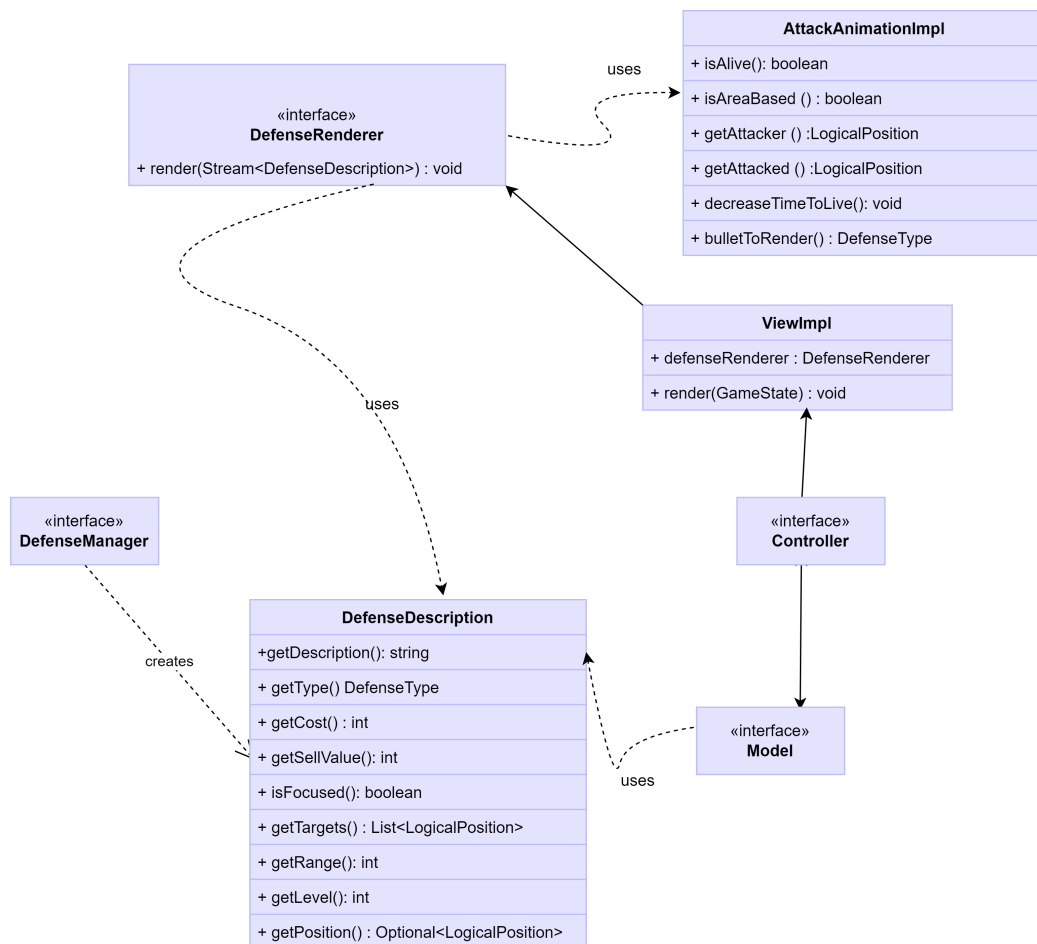 AttackAnimationImpl
+ isAlive(): boolean
+ isAreaBased () : boolean
+ getAttacker () :LogicalPosition
+ getAttacked () :LogicalPosition
+ decreaseTimeToLive(): void
+ bulletToRender() : DefenseType
uses
«interface»
DefenseRenderer
+ render(Stream<DefenseDescription>) : void
ViewImpl
+ defenseRenderer : DefenseRenderer
+ render(GameState) : void
uses
«interface»
DefenseManager
«interface»
Controller
creates
DefenseDescription
+getDescription(): string
+ getType() DefenseType
+ getCost() : int
+ getSellValue(): int
+ isFocused(): boolean
+ getTargets() : List<LogicalPosition>
+ getRange(): int
+ getLevel(): int
+ getPosition() : Optional<LogicalPosition>
«interface»
Model
uses